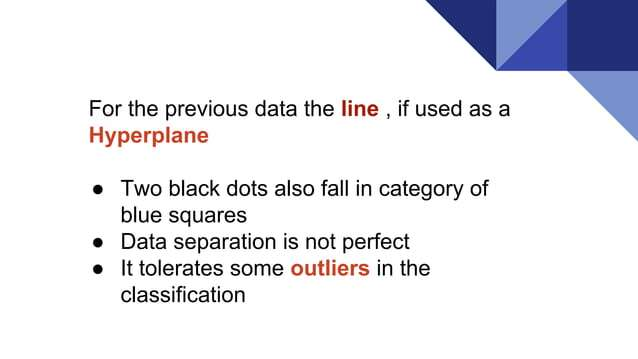 For the previous data the line , if used as a
Hyperplane
● Two black dots also fall in category of
blue squares
● Data separation is not perfect
● It tolerates some outliers in the
classification